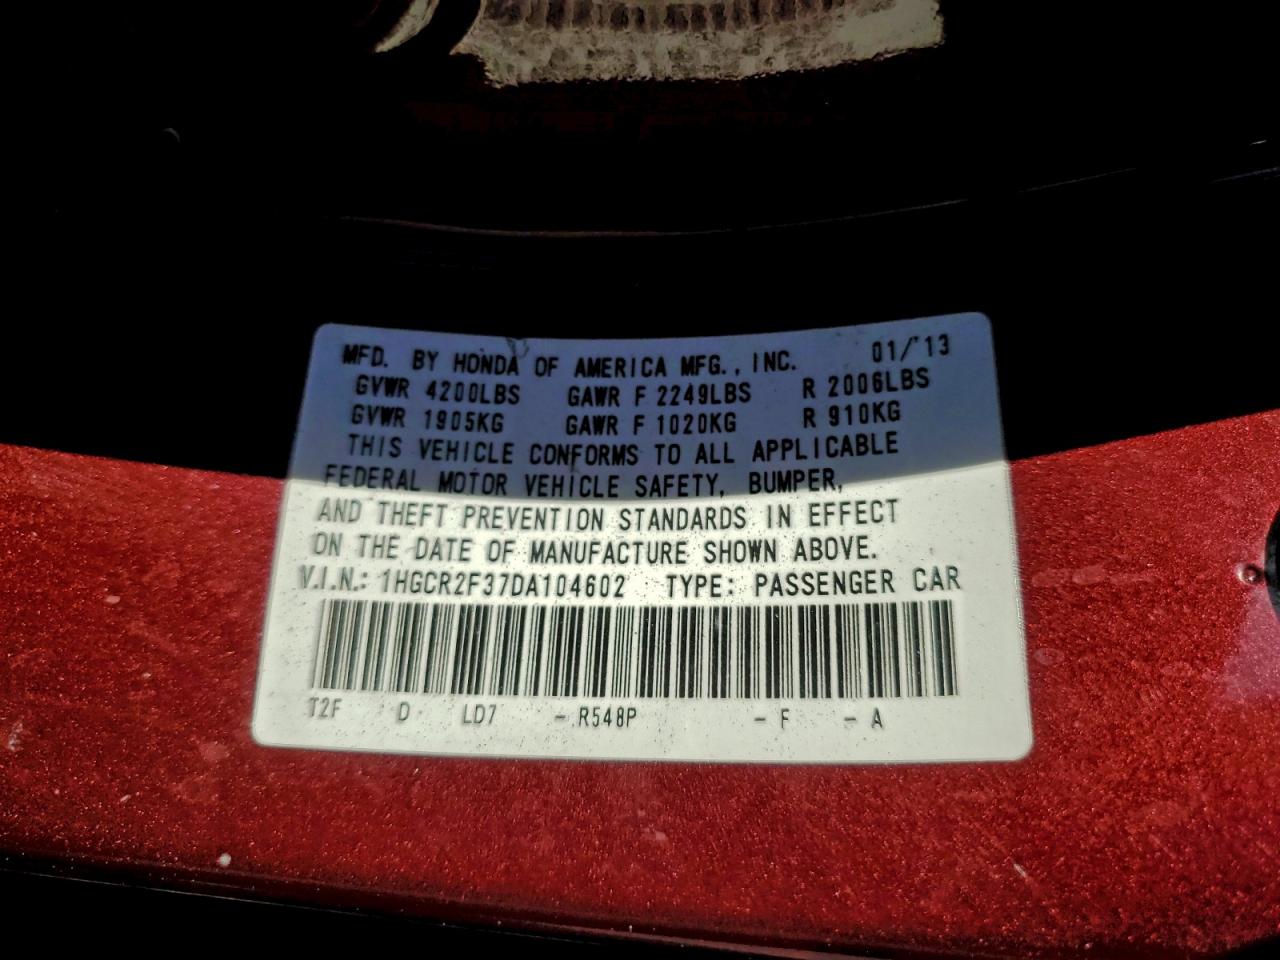 MFD. BY HONDA OF AMERICA MFG., INC. 01/'13
GVWR 4200LBS GAWR F 2249LBS R 2006LBS
GVWR 1905KG GAWR F 1020KG R 910KG
THIS VEHICLE CONFORMS TO ALL APPLICABLE
FEDERAL MOTOR VEHICLE SAFETY, BUMPER,
AND THEFT PREVENTION STANDARDS IN EFFECT
ON THE DATE OF MANUFACTURE SHOWN ABOVE.
V.I.N.: 1HGCR2F37DA104602 TYPE: PASSENGER CAR
T2F D LD7 - R548P - F - A